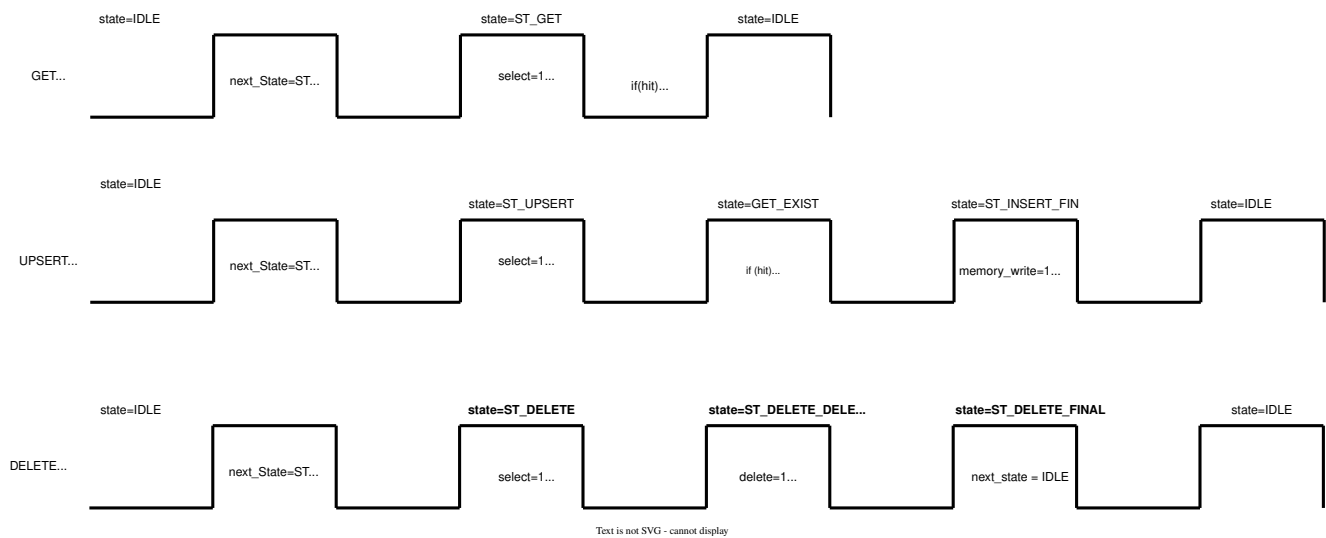 state=IDLE state=ST_GET state=IDLE
GET... next_State=ST... select=1... if(hit)...
state=IDLE
state=ST_UPSERT state=GET_EXIST state=ST_INSERT_FIN state=IDLE
UPSERT... next_State=ST... select=1... if (hit)... memory_write=1...
state=IDLE state=ST_DELETE state=ST_DELETE_DELE... state=ST_DELETE_FINAL state=IDLE
DELETE... next_State=ST... select=1... delete=1... next_state = IDLE
Text is not SVG - cannot display